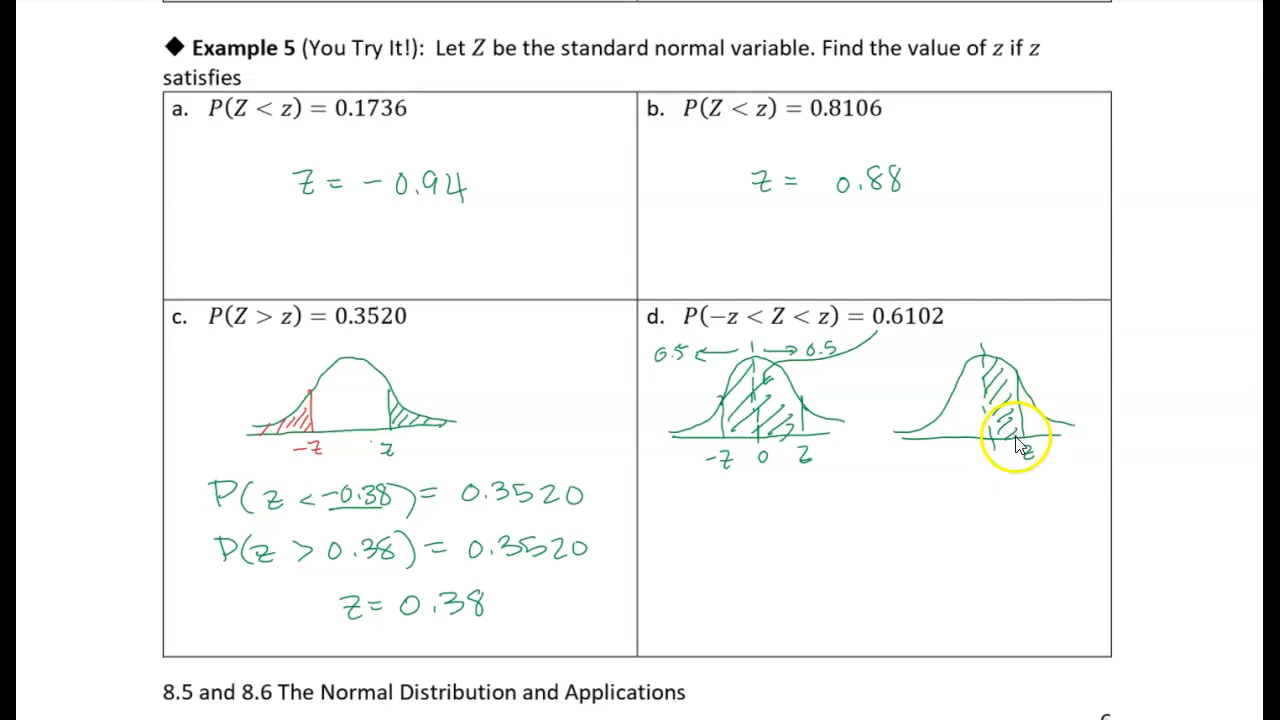 ◆ Example 5 (You Try It!): Let Z be the standard normal variable. Find the value of z if z
satisfies
a. P(Z < z) = 0.1736
z = -0.94
b. P(Z < z) = 0.8106
z = 0.88
c. P(Z > z) = 0.3520
-z z
P(z < -0.38) = 0.3520
P(z > 0.38) = 0.3520
z = 0.38
d. P(-z < Z < z) = 0.6102
0.5 ← → 0.5
-z 0 z
z
8.5 and 8.6 The Normal Distribution and Applications